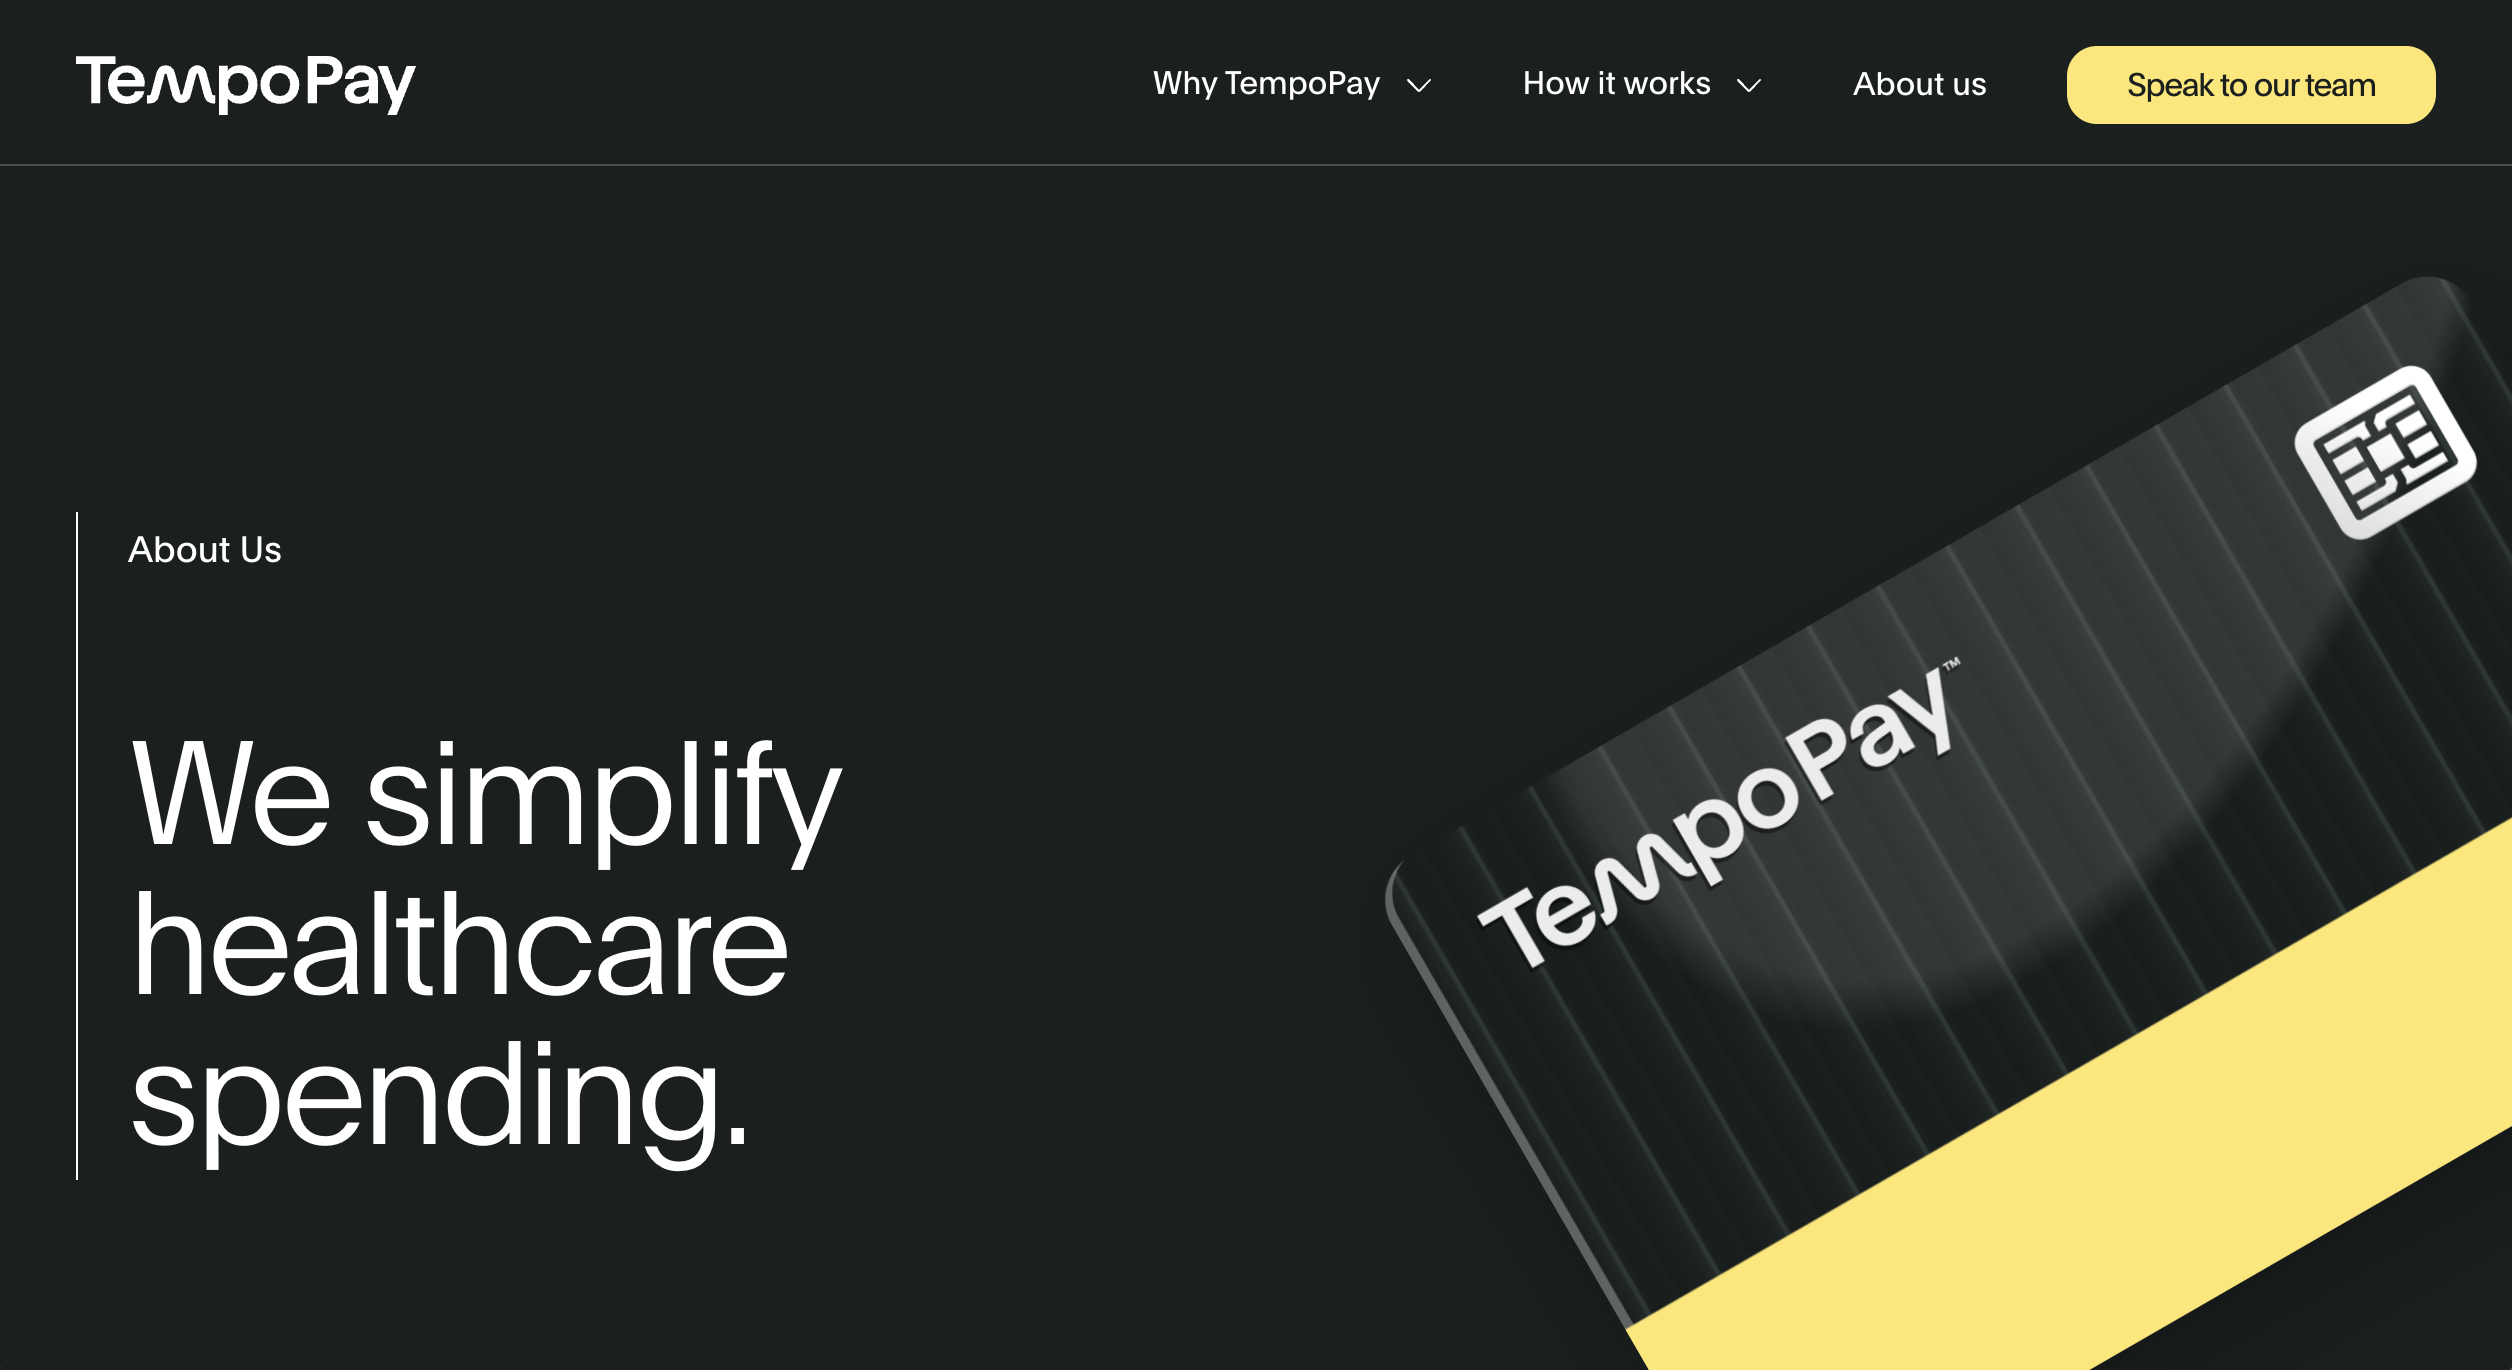 TempoPay
Why TempoPay
How it works
About us
Speak to our team
About Us
We simplify
healthcare
spending.
TempoPay™